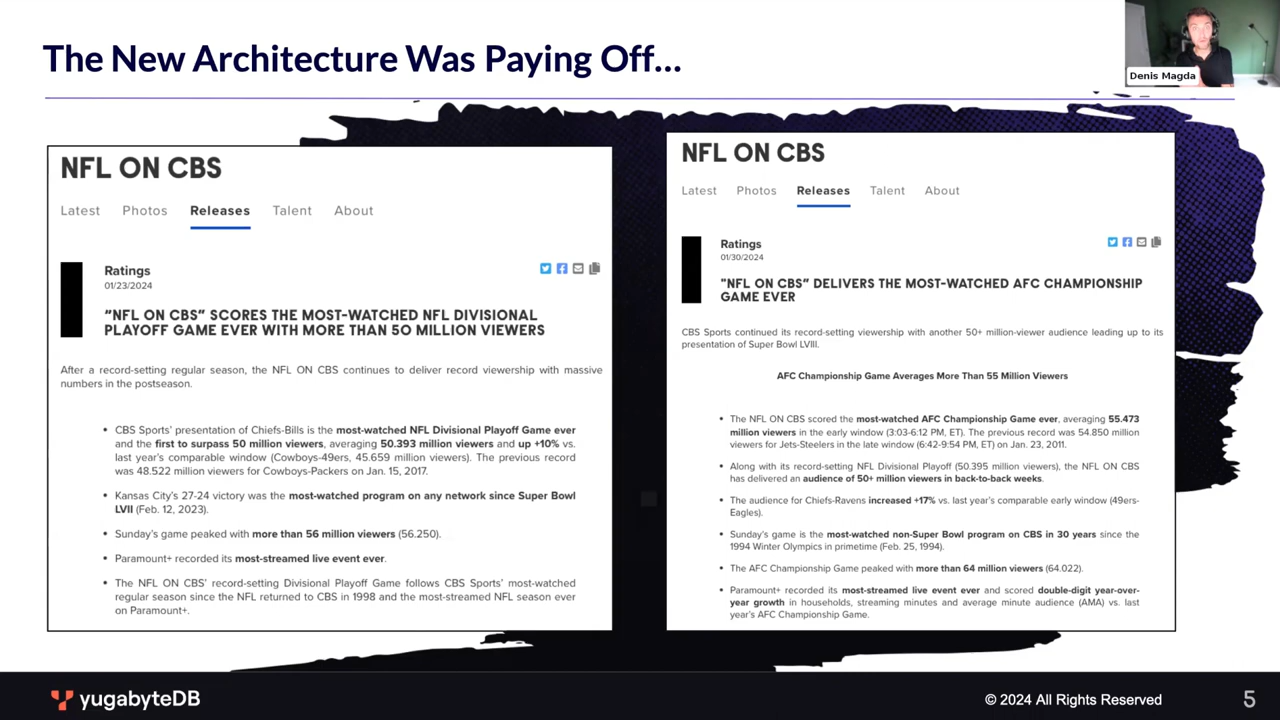 The New Architecture Was Paying Off...
Denis Magda
NFL ON CBS
Latest Photos Releases Talent About
Ratings
01/23/2024
“NFL ON CBS” SCORES THE MOST-WATCHED NFL DIVISIONAL
PLAYOFF GAME EVER WITH MORE THAN 50 MILLION VIEWERS
After a record-setting regular season, the NFL ON CBS continues to deliver record viewership with massive
numbers in the postseason.
• CBS Sports’ presentation of Chiefs-Bills is the most-watched NFL Divisional Playoff Game ever
and the first to surpass 50 million viewers, averaging 50.393 million viewers and up +10% vs.
last year’s comparable window (Cowboys-49ers, 45.659 million viewers). The previous record
was 48.522 million viewers for Cowboys-Packers on Jan. 15, 2017.
• Kansas City’s 27-24 victory was the most-watched program on any network since Super Bowl
LVII (Feb. 12, 2023).
• Sunday’s game peaked with more than 56 million viewers (56.250).
• Paramount+ recorded its most-streamed live event ever.
• The NFL ON CBS’ record-setting Divisional Playoff Game follows CBS Sports’ most-watched
regular season since the NFL returned to CBS in 1998 and the most-streamed NFL season ever
on Paramount+.
NFL ON CBS
Latest Photos Releases Talent About
Ratings
01/30/2024
"NFL ON CBS” DELIVERS THE MOST-WATCHED AFC CHAMPIONSHIP
GAME EVER
CBS Sports continued its record-setting viewership with another 50+ million-viewer audience leading up to its
presentation of Super Bowl LVIII.
AFC Championship Game Averages More Than 55 Million Viewers
• The NFL ON CBS scored the most-watched AFC Championship Game ever, averaging 55.473
million viewers in the early window (3:03-6:12 PM, ET). The previous record was 54.850 million
viewers for Jets-Steelers in the late window (6:42-9:54 PM, ET) on Jan. 23, 2011.
• Along with its record-setting NFL Divisional Playoff (50.395 million viewers), the NFL ON CBS
has delivered an audience of 50+ million viewers in back-to-back weeks.
• The audience for Chiefs-Ravens increased +17% vs. last year’s comparable early window (49ers-
Eagles).
• Sunday’s game is the most-watched non-Super Bowl program on CBS in 30 years since the
1994 Winter Olympics in primetime (Feb. 25, 1994).
• The AFC Championship Game peaked with more than 64 million viewers (64.022).
• Paramount+ recorded its most-streamed live event ever and scored double-digit year-over-
year growth in households, streaming minutes and average minute audience (AMA) vs. last
year’s AFC Championship Game.
yugabyteDB
© 2024 All Rights Reserved
5